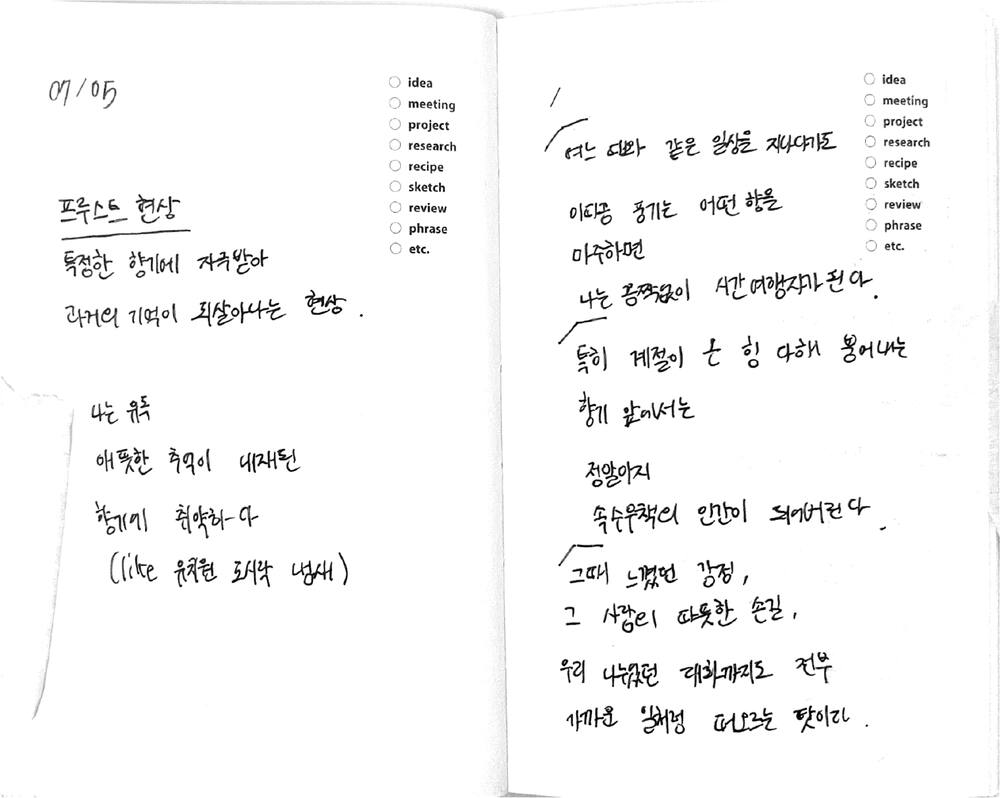 07/05
idea
meeting
project
research
recipe
sketch
review
phrase
etc.
프루스트 현상
특정한 향기에 자극받아
과거의 기억이 되살아나는 현상.
나는 유독
애틋한 추억이 내재된
향기에 취약하다
(like 유치원 도시락 냄새)
idea
meeting
project
research
recipe
sketch
review
phrase
etc.
여느 때와 같은 일상을 지나다가도
이따금 풍기는 어떤 향을
마주하면
나는 꼼짝없이 시간여행자가 된다.
특히 계절이 온 힘 다해 뿜어내는
향기 앞에서는
정말이지
속수무책의 인간이 되어버린다.
그때 느꼈던 감정,
그 사람의 따뜻한 손길,
우리 나눴던 대화까지도 전부
가까운 일처럼 떠오르는 탓이다.